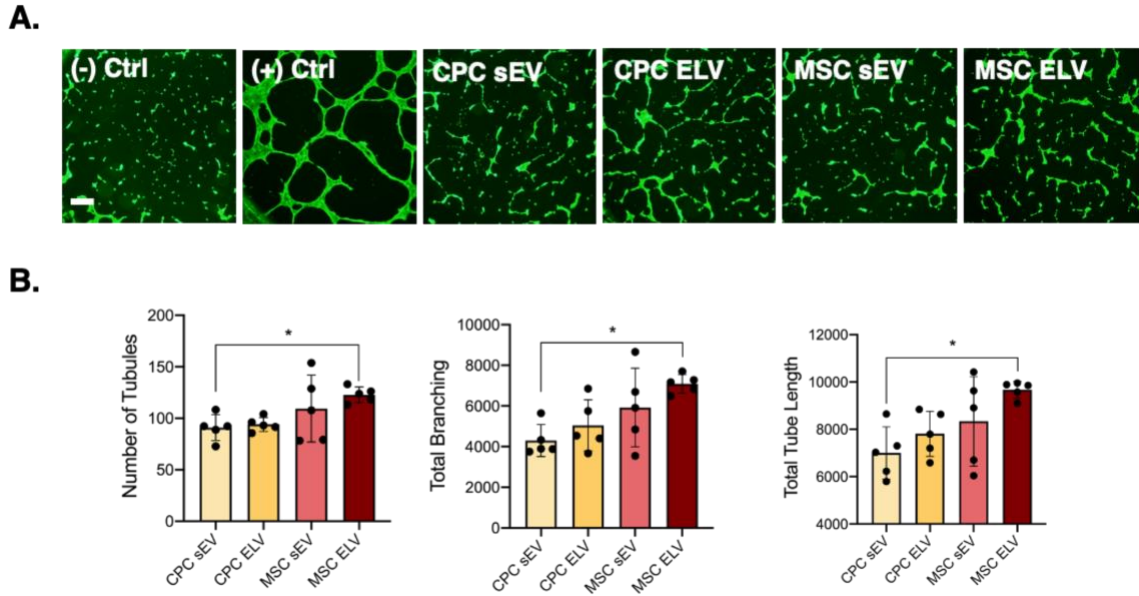 A.
(-) Ctrl
(+) Ctrl
CPC sEV
CPC ELV
MSC sEV
MSC ELV
B.
Number of Tubules
200
150
100
50
0
*
CPC sEV
CPC ELV
MSC sEV
MSC ELV
Total Branching
10000
8000
6000
4000
2000
0
*
CPC sEV
CPC ELV
MSC sEV
MSC ELV
Total Tube Length
12000
10000
8000
6000
4000
*
CPC sEV
CPC ELV
MSC sEV
MSC ELV